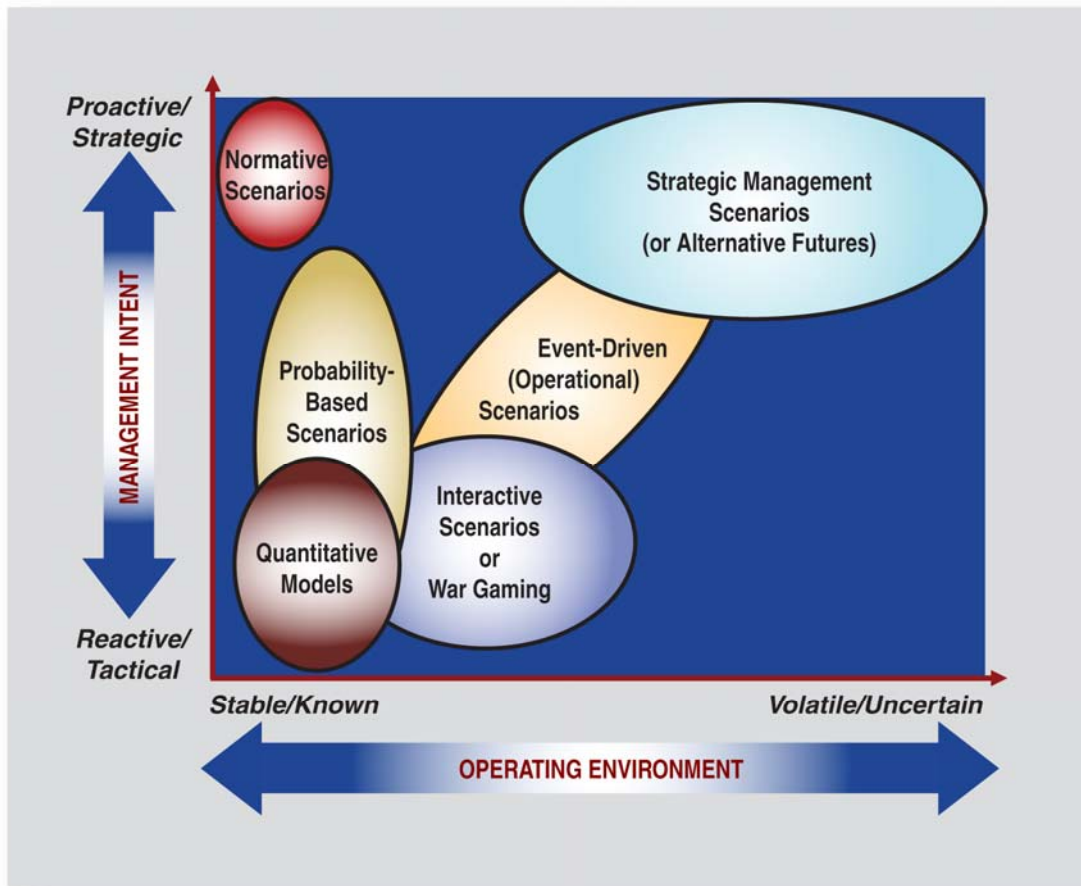 Proactive/
Strategic
Normative
Scenarios
Strategic Management
Scenarios
(or Alternative Futures)
MANAGEMENT INTENT
Event-Driven
(Operational)
Scenarios
Probability-
Based
Scenarios
Interactive
Scenarios
or
War Gaming
Quantitative
Models
Reactive/
Tactical
Stable/Known
Volatile/Uncertain
OPERATING ENVIRONMENT